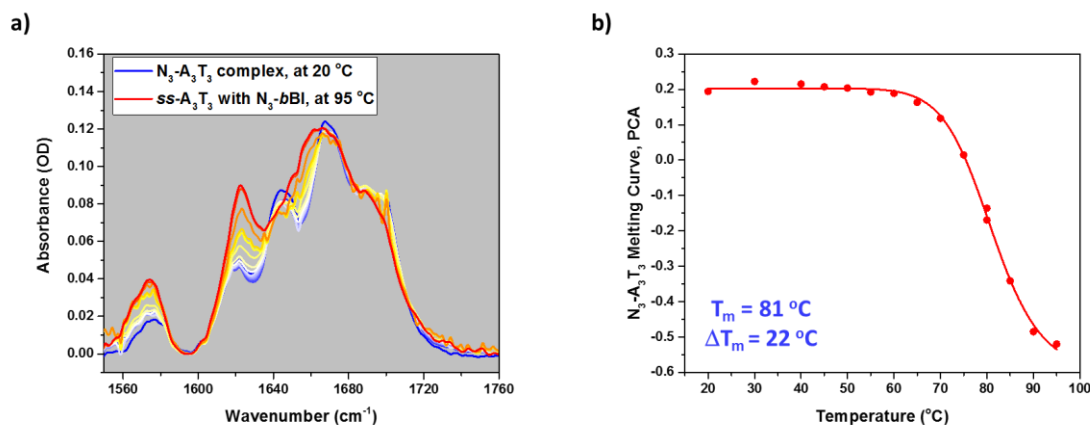 a)
0.16
0.14
0.12
0.10
0.08
0.06
0.04
0.02
0.00
Absorbance (OD)
N₃-A₃T₃ complex, at 20 °C
ss-A₃T₃ with N₃-bBI, at 95 °C
1560 1600 1640 1680 1720 1760
Wavenumber (cm⁻¹)
b)
0.3
0.2
0.1
0.0
-0.1
-0.2
-0.3
-0.4
-0.5
-0.6
N₃-A₃T₃ Melting Curve, PCA
Tₘ = 81 °C
ΔTₘ = 22 °C
20 30 40 50 60 70 80 90 100
Temperature (°C)